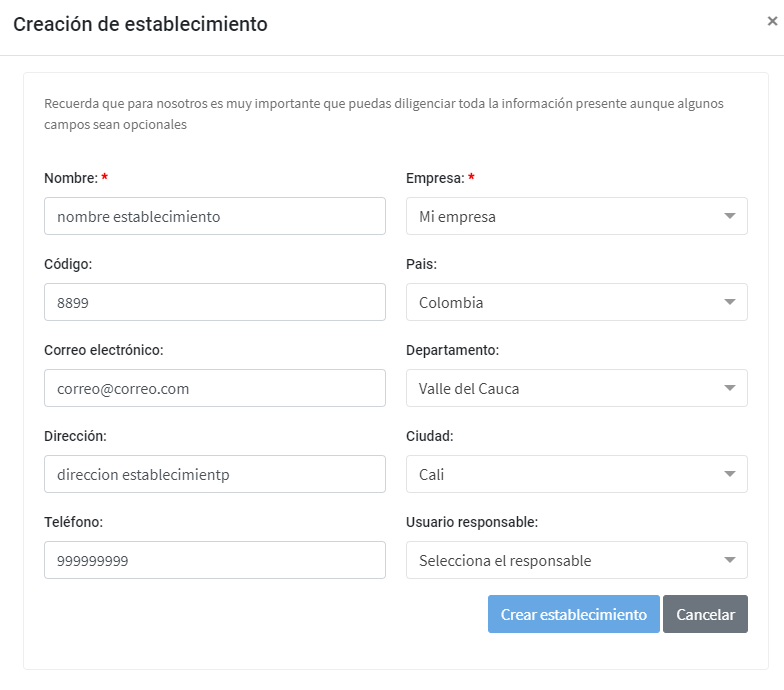 Creación de establecimiento
×
Recuerda que para nosotros es muy importante que puedas diligenciar toda la información presente aunque algunos
campos sean opcionales
Nombre: *
Empresa: *
nombre establecimiento
Mi empresa
Código:
Pais:
8899
Colombia
Correo electrónico:
Departamento:
correo@correo.com
Valle del Cauca
Dirección:
Ciudad:
direccion establecimientp
Cali
Teléfono:
Usuario responsable:
999999999
Selecciona el responsable
Crear establecimiento
Cancelar